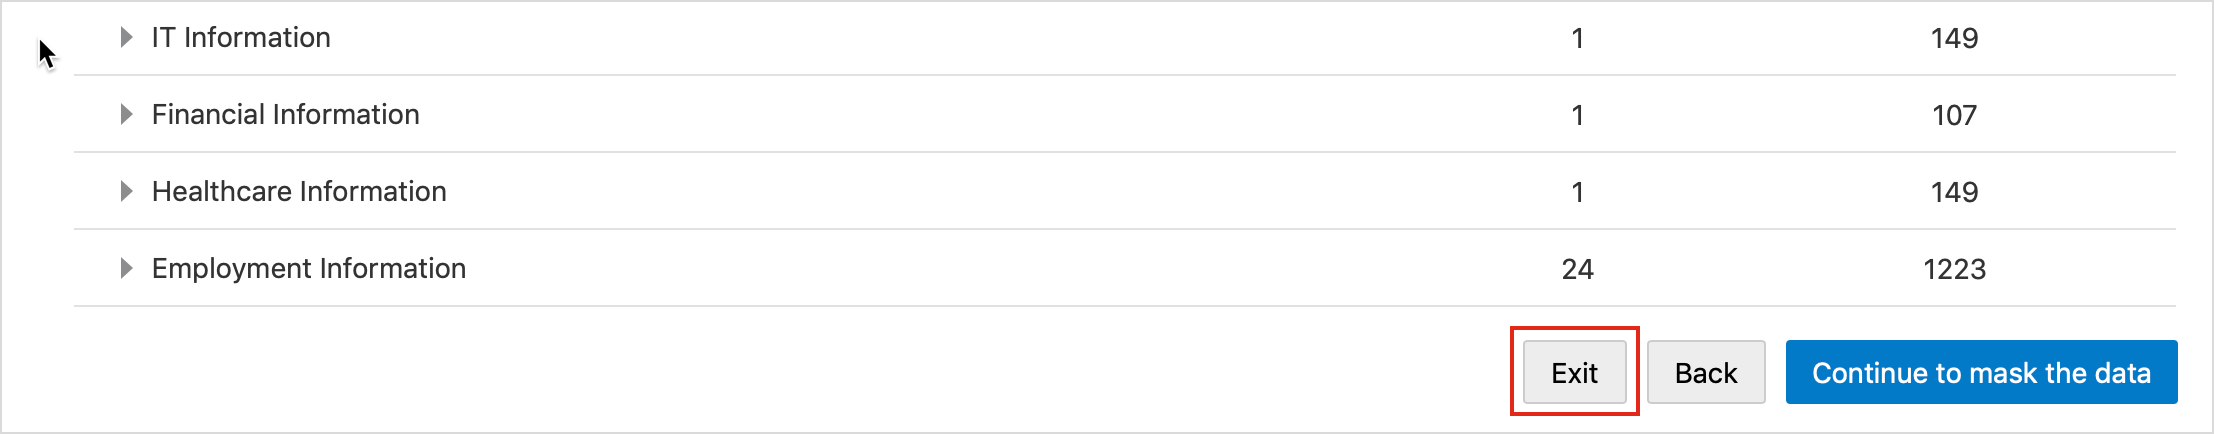 IT Information 1 149
Financial Information 1 107
Healthcare Information 1 149
Employment Information 24 1223
Exit Back Continue to mask the data